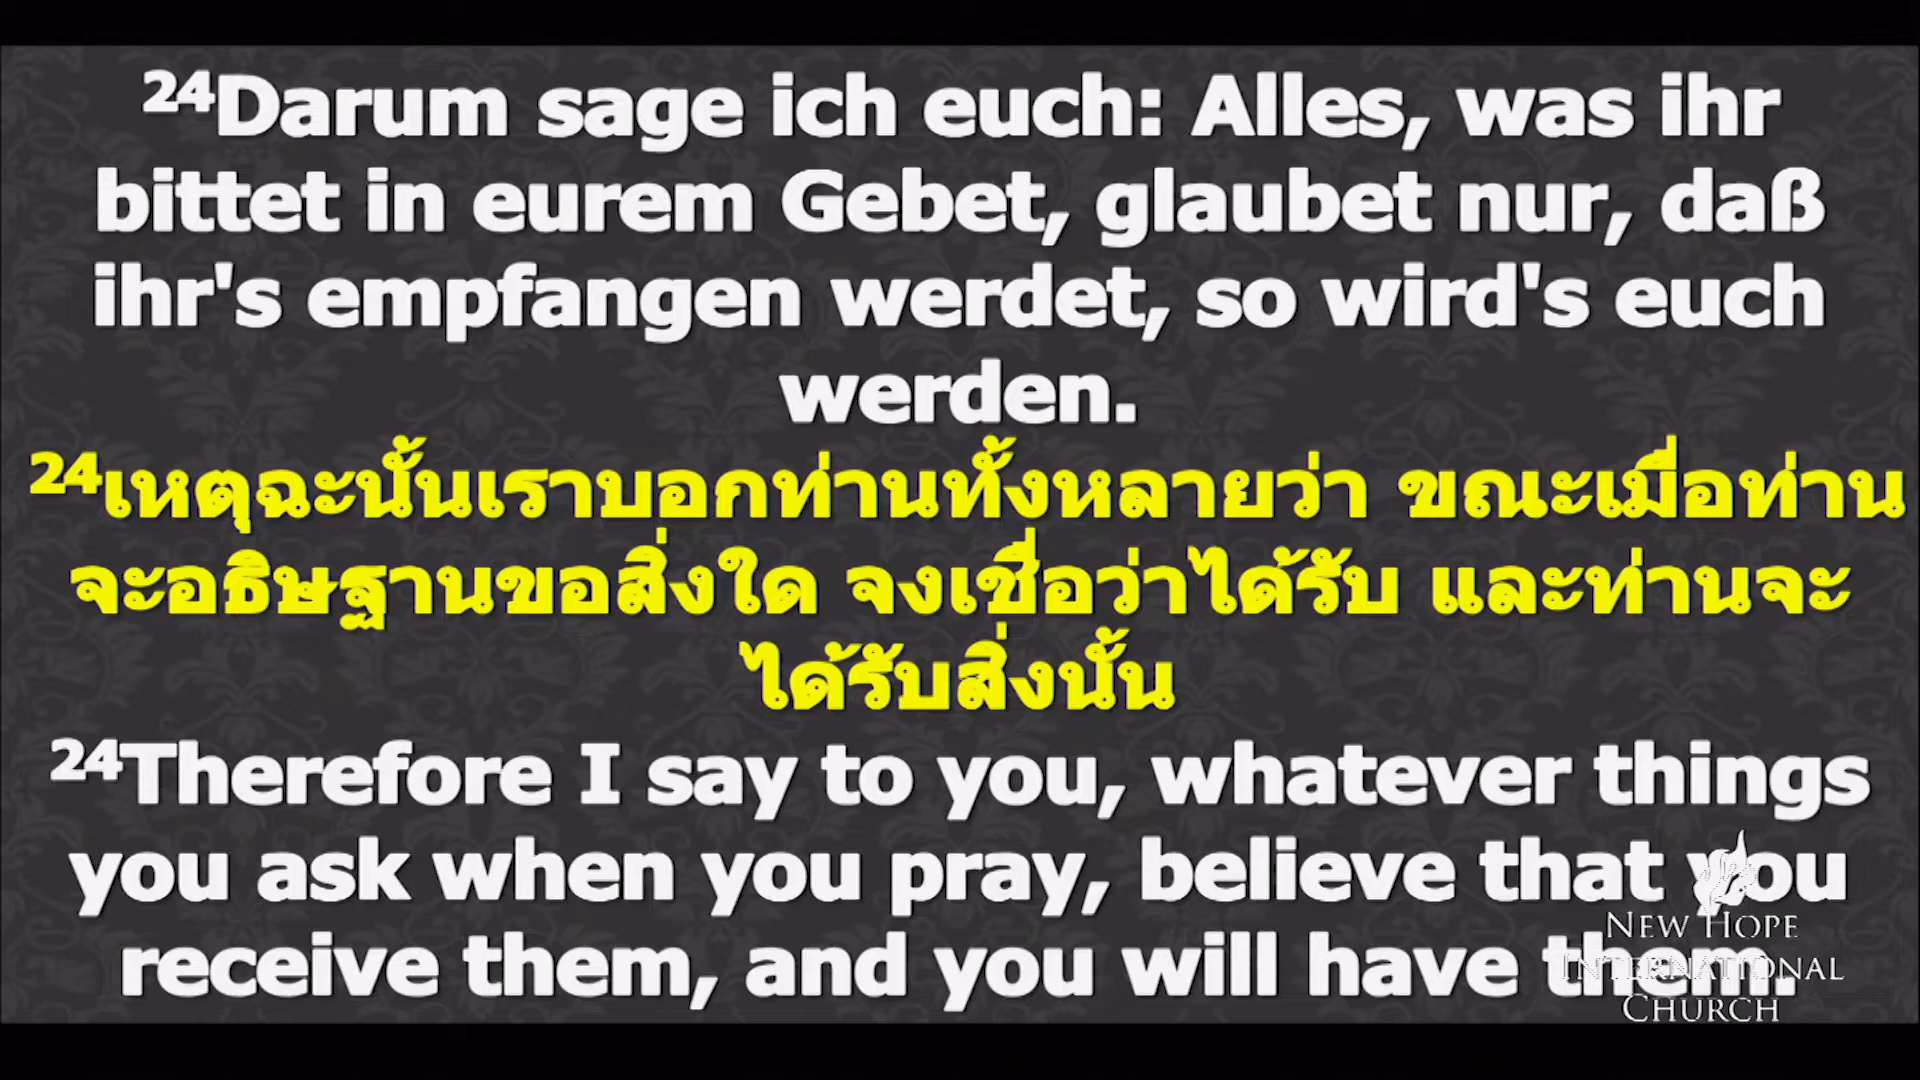 24Darum sage ich euch: Alles, was ihr
bittet in eurem Gebet, glaubet nur, daß
ihr's empfangen werdet, so wird's euch
werden.
24เหตุฉะนั้นเราบอกท่านทั้งหลายว่า ขณะเมื่อท่าน
จะอธิษฐานขอสิ่งใด จงเชื่อว่าได้รับ และท่านจะ
ได้รับสิ่งนั้น
24Therefore I say to you, whatever things
you ask when you pray, believe that you
receive them, and you will have them.
NEW HOPE
INTERNATIONAL
CHURCH